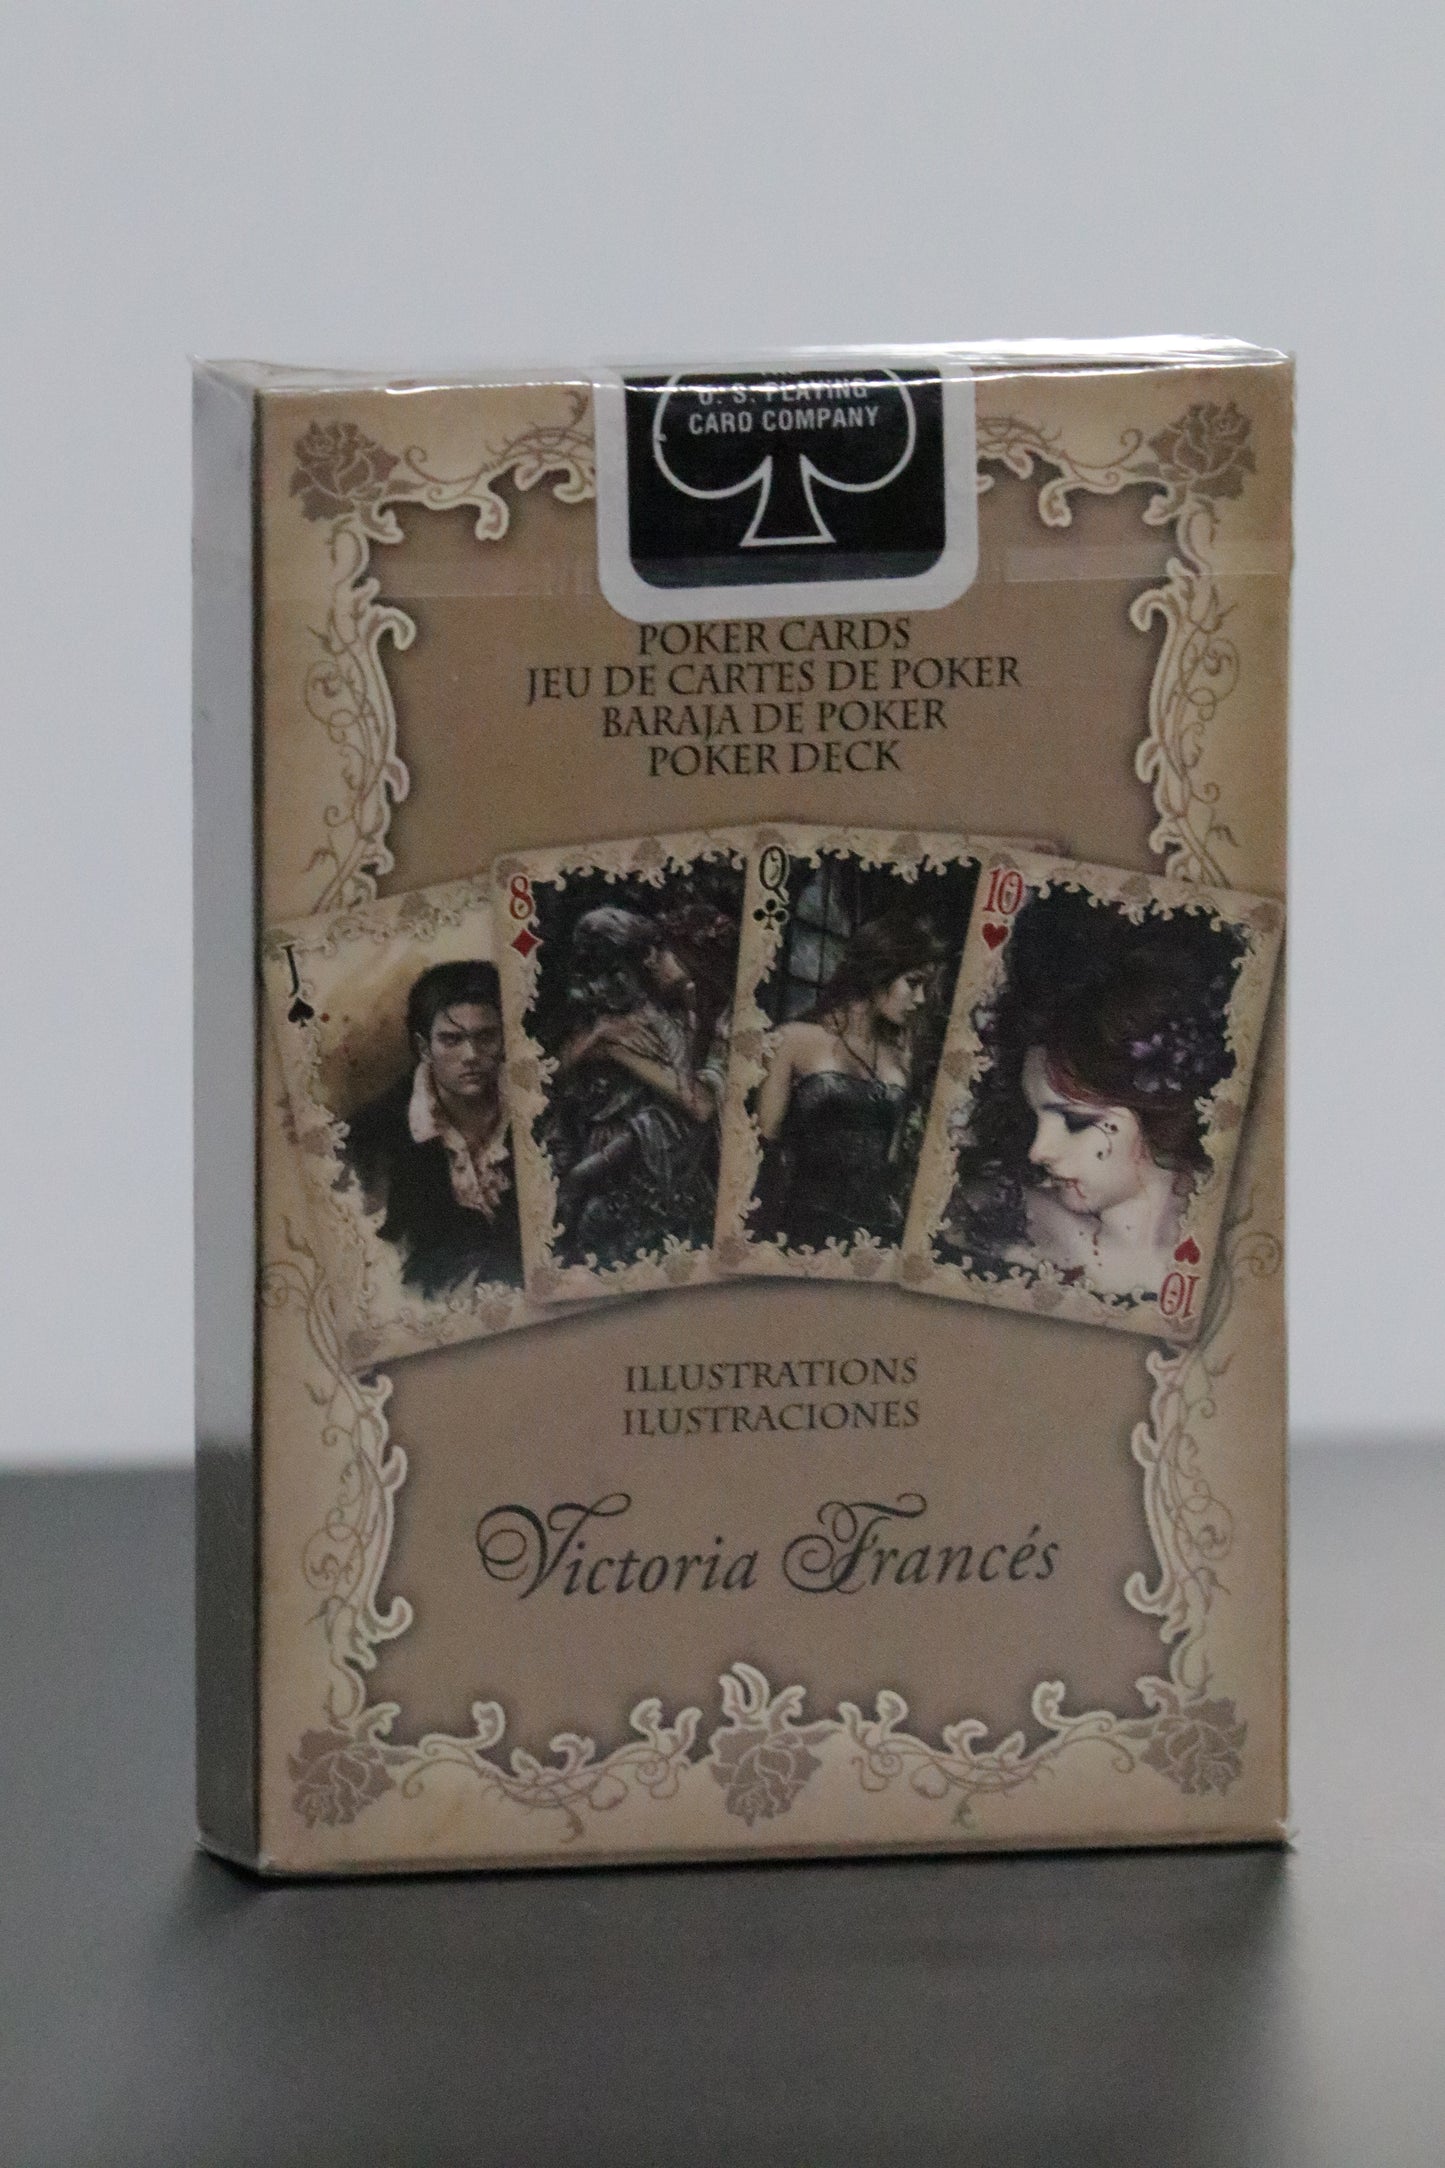 U. S. PLAYING
CARD COMPANY
POKER CARDS
JEU DE CARTES DE POKER
BARAJA DE POKER
POKER DECK
J
8
Q
10
10
ILLUSTRATIONS
ILUSTRACIONES
Victoria Francés